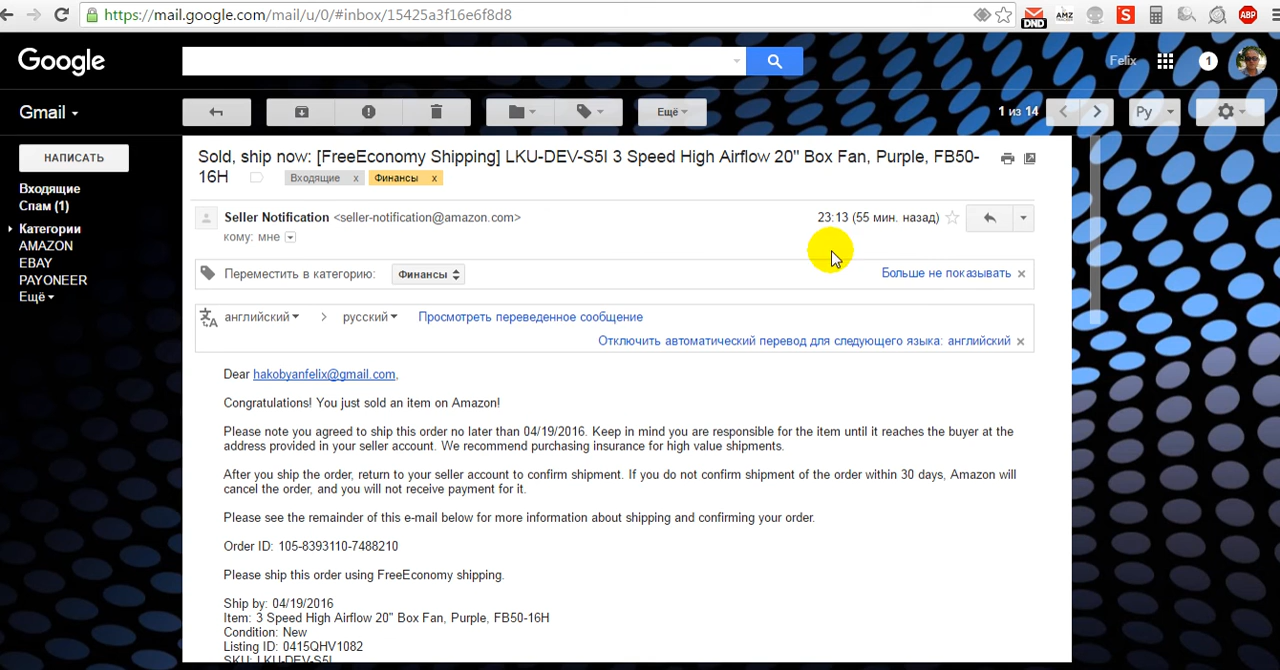 https://mail.google.com/mail/u/0/#inbox/15425a3f16e6f8d8
DND
AMZ
S
ABP
Google
Felix
1
Gmail
Ещё
1 из 14
Ру
НАПИСАТЬ
Входящие
Спам (1)
Категории
AMAZON
EBAY
PAYONEER
Ещё
Sold, ship now: [FreeEconomy Shipping] LKU-DEV-S5I 3 Speed High Airflow 20" Box Fan, Purple, FB50-
16H
Входящие x
Финансы x
Seller Notification <seller-notification@amazon.com>
23:13 (55 мин. назад)
кому: мне
Переместить в категорию: Финансы
Больше не показывать ×
английский > русский Просмотреть переведенное сообщение
Отключить автоматический перевод для следующего языка: английский ×
Dear hakobyanfelix@gmail.com,
Congratulations! You just sold an item on Amazon!
Please note you agreed to ship this order no later than 04/19/2016. Keep in mind you are responsible for the item until it reaches the buyer at the
address provided in your seller account. We recommend purchasing insurance for high value shipments.
After you ship the order, return to your seller account to confirm shipment. If you do not confirm shipment of the order within 30 days, Amazon will
cancel the order, and you will not receive payment for it.
Please see the remainder of this e-mail below for more information about shipping and confirming your order.
Order ID: 105-8393110-7488210
Please ship this order using FreeEconomy shipping.
Ship by: 04/19/2016
Item: 3 Speed High Airflow 20" Box Fan, Purple, FB50-16H
Condition: New
Listing ID: 0415QHV1082
SKU: LKU-DEV-S5I